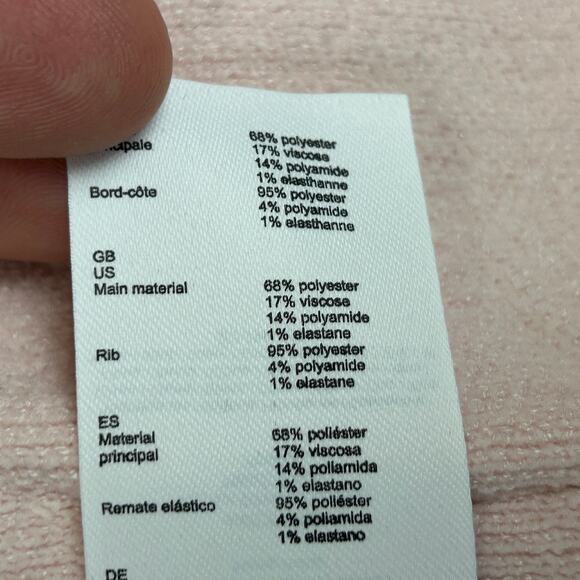 68% polyester
17% viscose
14% polyamide
1% elasthanne
Bord-côte 95% polyester
4% polyamide
1% elasthanne
GB
US
Main material 68% polyester
17% viscose
14% polyamide
1% elastane
Rib 95% polyester
4% polyamide
1% elastane
ES
Material 68% poliéster
principal 17% viscosa
14% poliamida
1% elastano
Remate elástico 95% poliéster
4% poliamida
1% elastano
DE